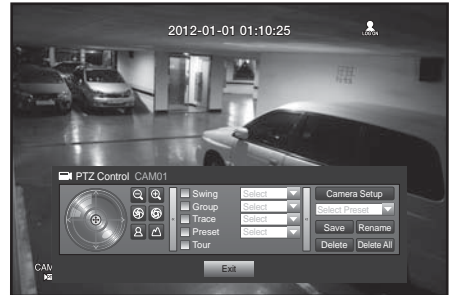 2012-01-01 01:10:25
LOG ON
PTZ Control CAM01
Swing Select
Group Select
Trace Select
Preset Select
Tour
Camera Setup
Select Preset
Save Rename
Delete Delete All
CAM
Exit